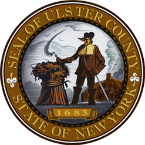 SEAL OF ULSTER COUNTY
STATE OF NEW YORK
1683